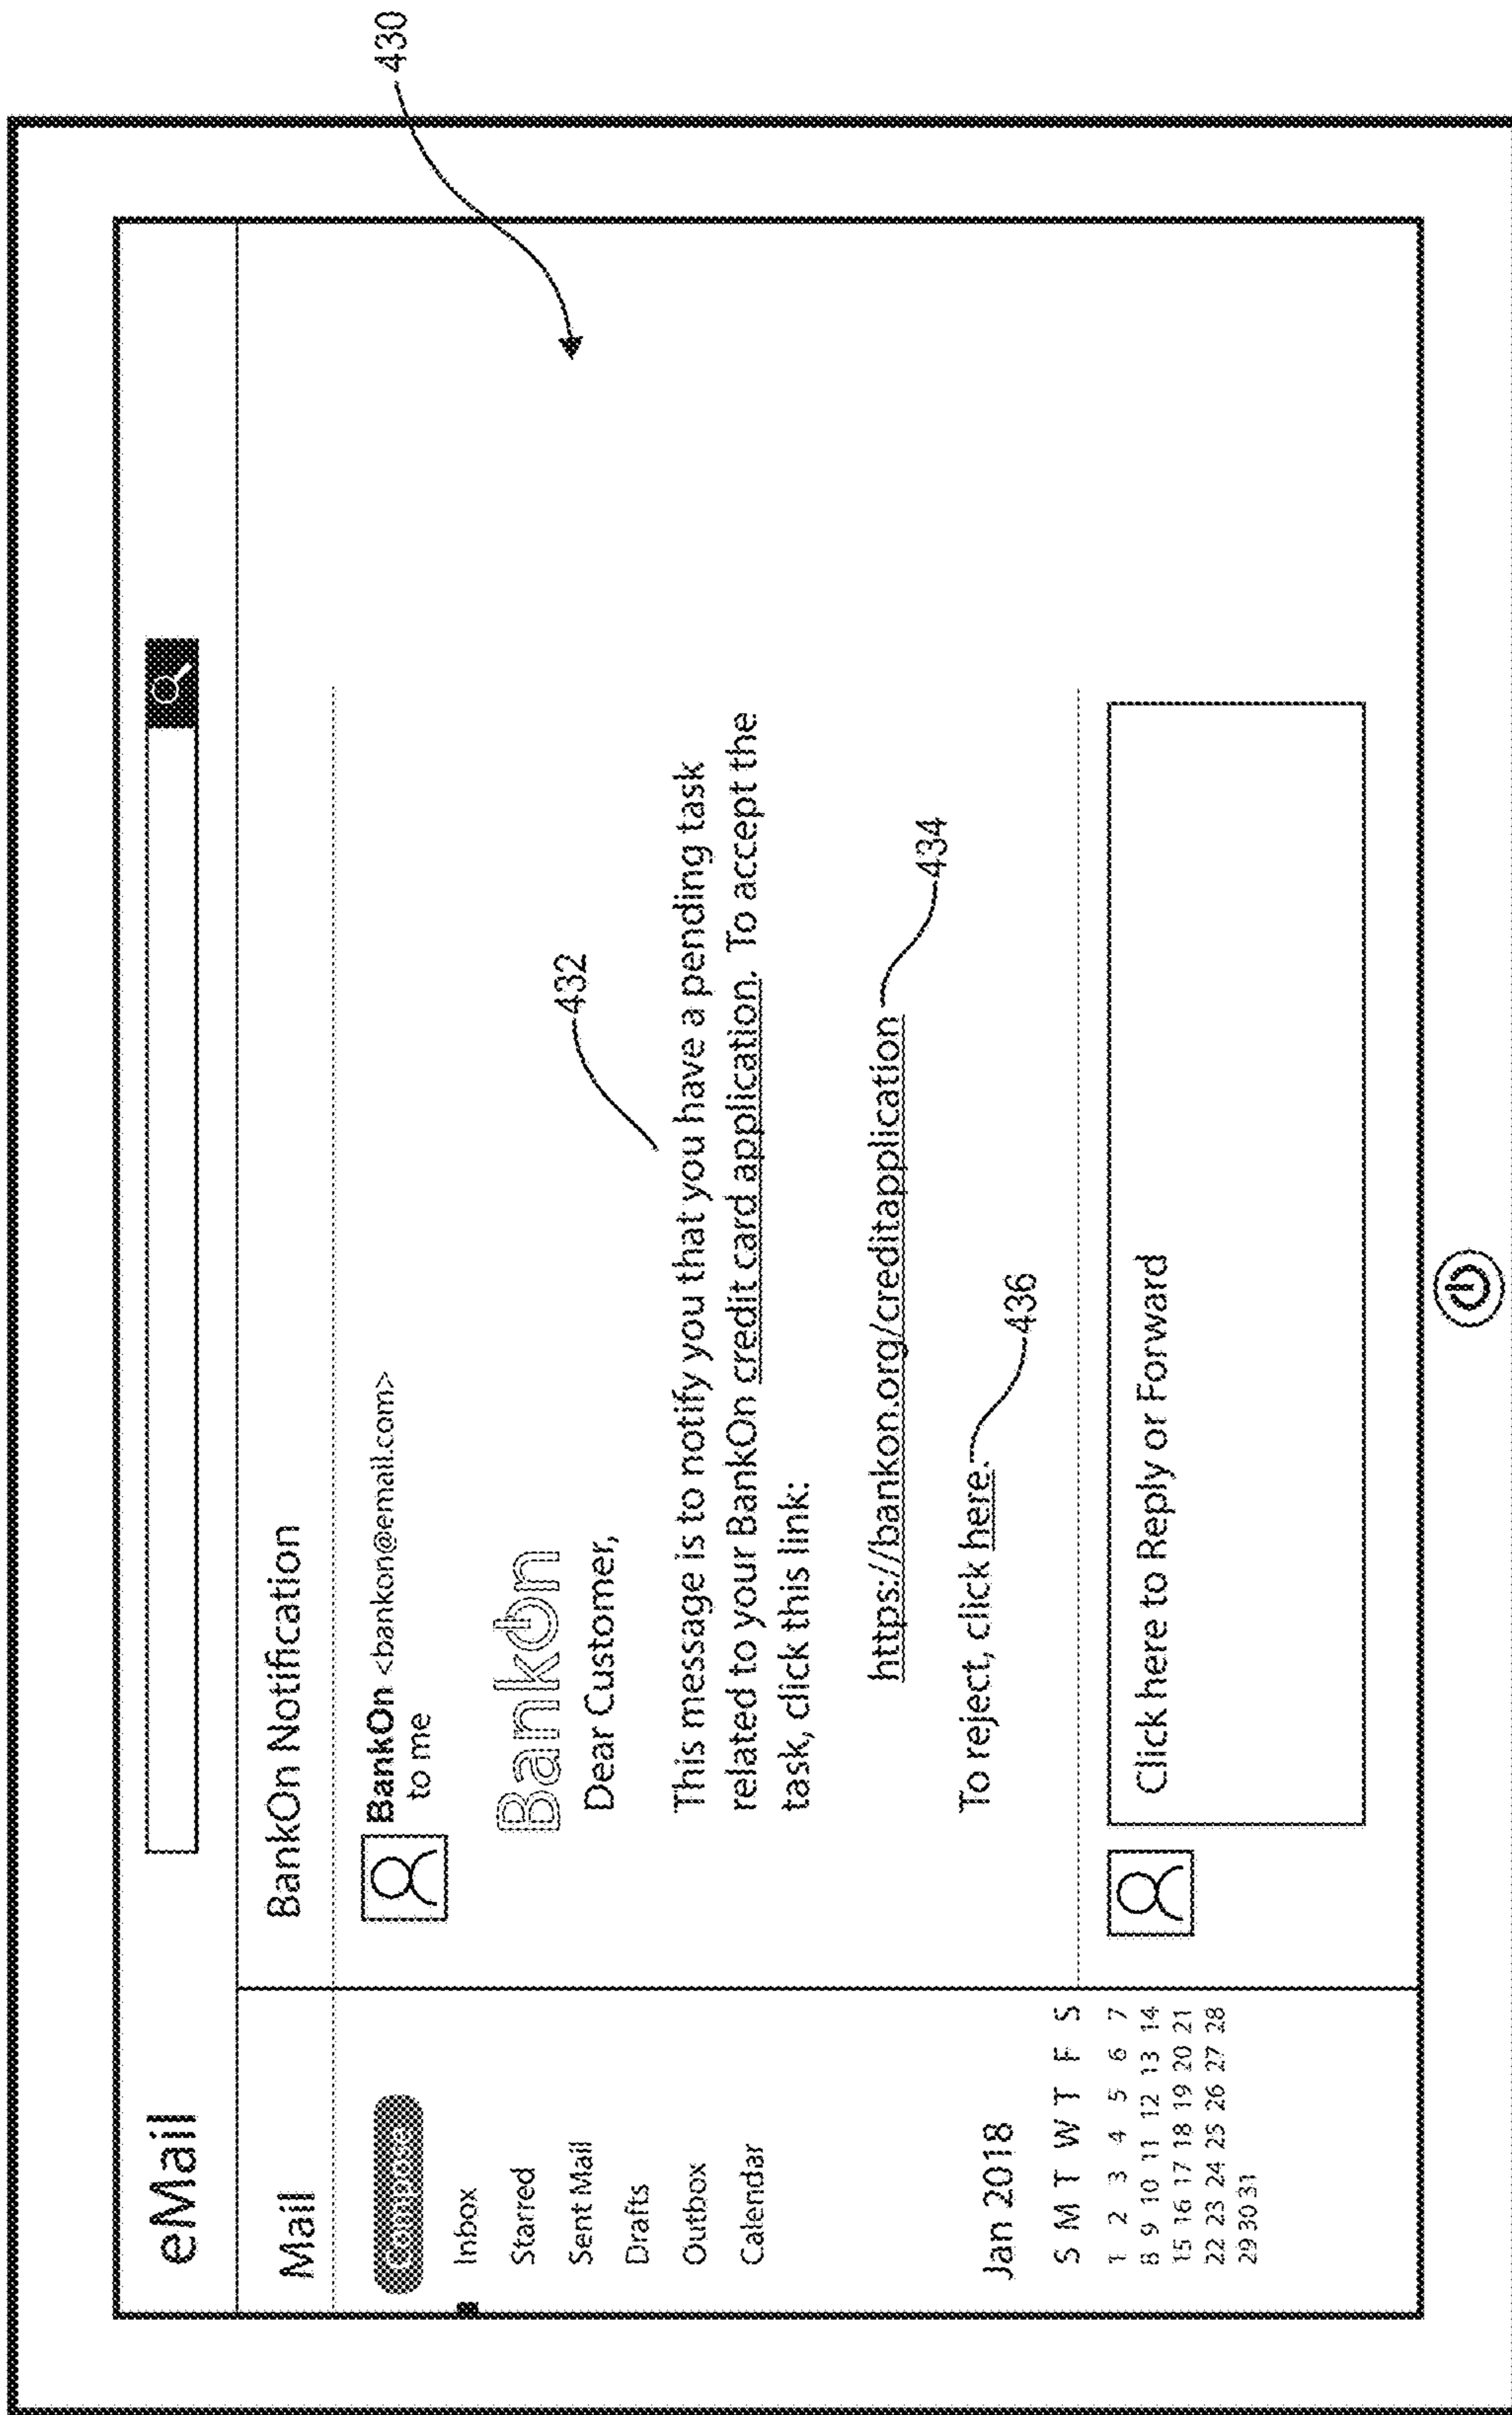 430
eMail
Mail
Compose
Inbox
Starred
Sent Mail
Drafts
Outbox
Calendar
Jan 2018
S M T W T F S
1 2 3 4 5 6 7
8 9 10 11 12 13 14
15 16 17 18 19 20 21
22 23 24 25 26 27 28
29 30 31
BankOn Notification
BankOn <bankon@email.com>
to me
BankOn
Dear Customer,
432
This message is to notify you that you have a pending task
related to your BankOn credit card application. To accept the
task, click this link:
https://bankon.org/creditapplication
434
To reject, click here.
436
Click here to Reply or Forward